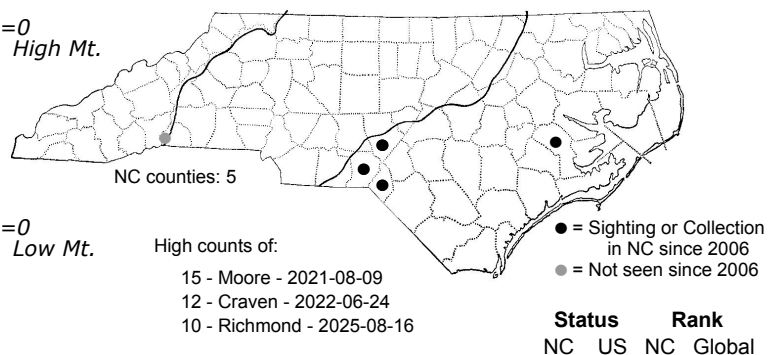 =0
High Mt.
NC counties: 5
=0
Low Mt.
High counts of:
15 - Moore - 2021-08-09
12 - Craven - 2022-06-24
10 - Richmond - 2025-08-16
● = Sighting or Collection
in NC since 2006
● = Not seen since 2006
Status Rank
NC US NC Global